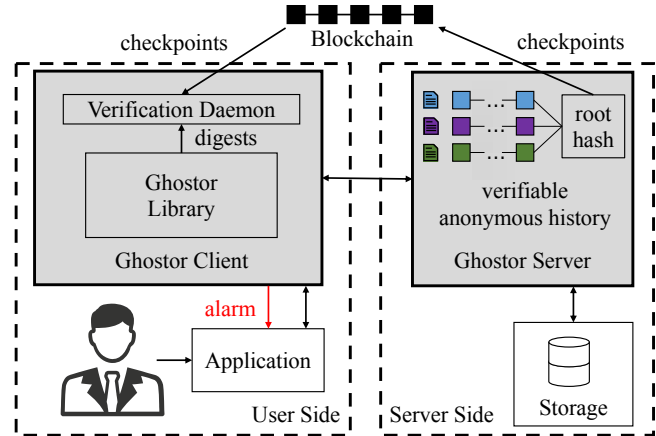 Blockchain
checkpoints
checkpoints
Verification Daemon
digests
Ghostor
Library
Ghostor Client
root
hash
verifiable
anonymous history
Ghostor Server
alarm
Application
User Side
Server Side
Storage